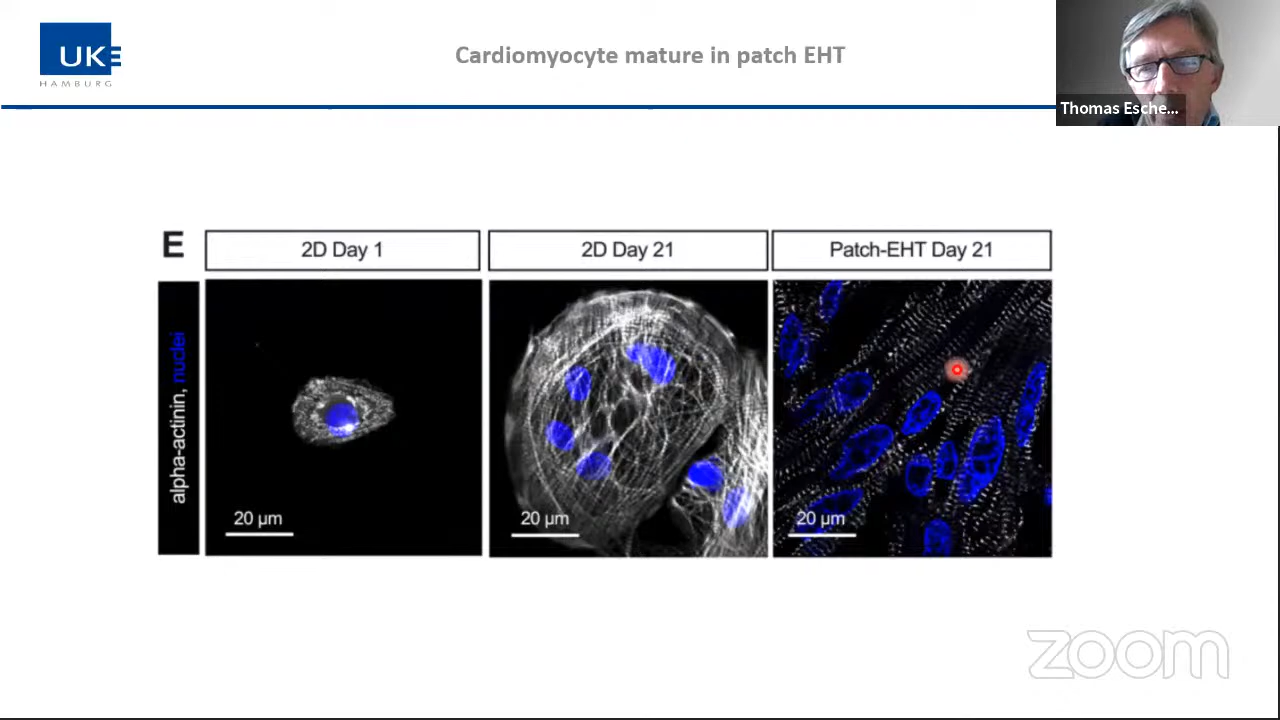 UKE
HAMBURG
Cardiomyocyte mature in patch EHT
Thomas Esche...
E
2D Day 1
2D Day 21
Patch-EHT Day 21
alpha-actinin, nuclei
20 µm
20 µm
20 µm
zoom